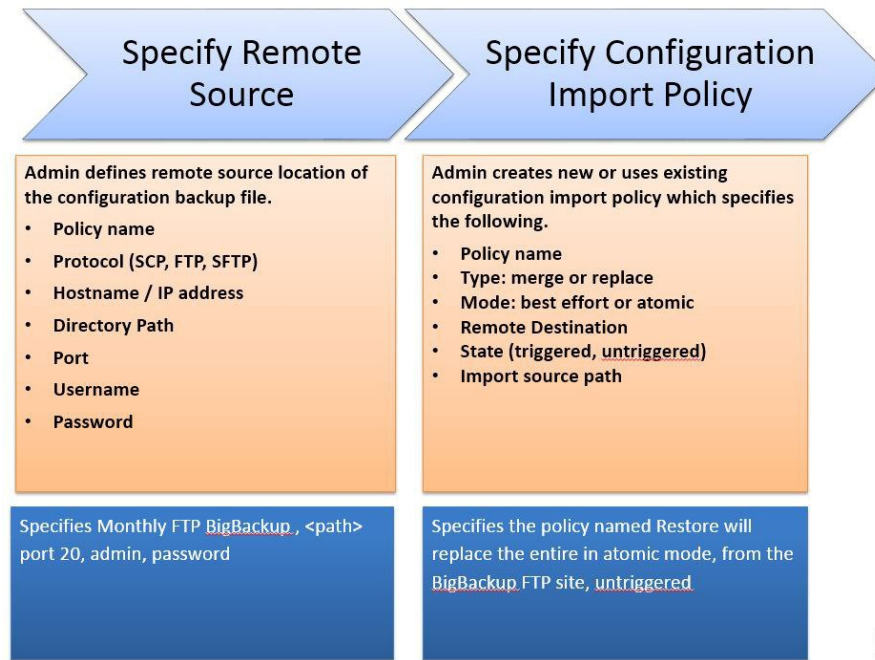 Specify Remote
Source
Specify Configuration
Import Policy
Admin defines remote source location of
the configuration backup file.
• Policy name
• Protocol (SCP, FTP, SFTP)
• Hostname / IP address
• Directory Path
• Port
• Username
• Password
Admin creates new or uses existing
configuration import policy which specifies
the following.
• Policy name
• Type: merge or replace
• Mode: best effort or atomic
• Remote Destination
• State (triggered, untriggered)
• Import source path
Specifies Monthly FTP BigBackup , <path>
port 20, admin, password
Specifies the policy named Restore will
replace the entire in atomic mode, from the
BigBackup FTP site, untriggered